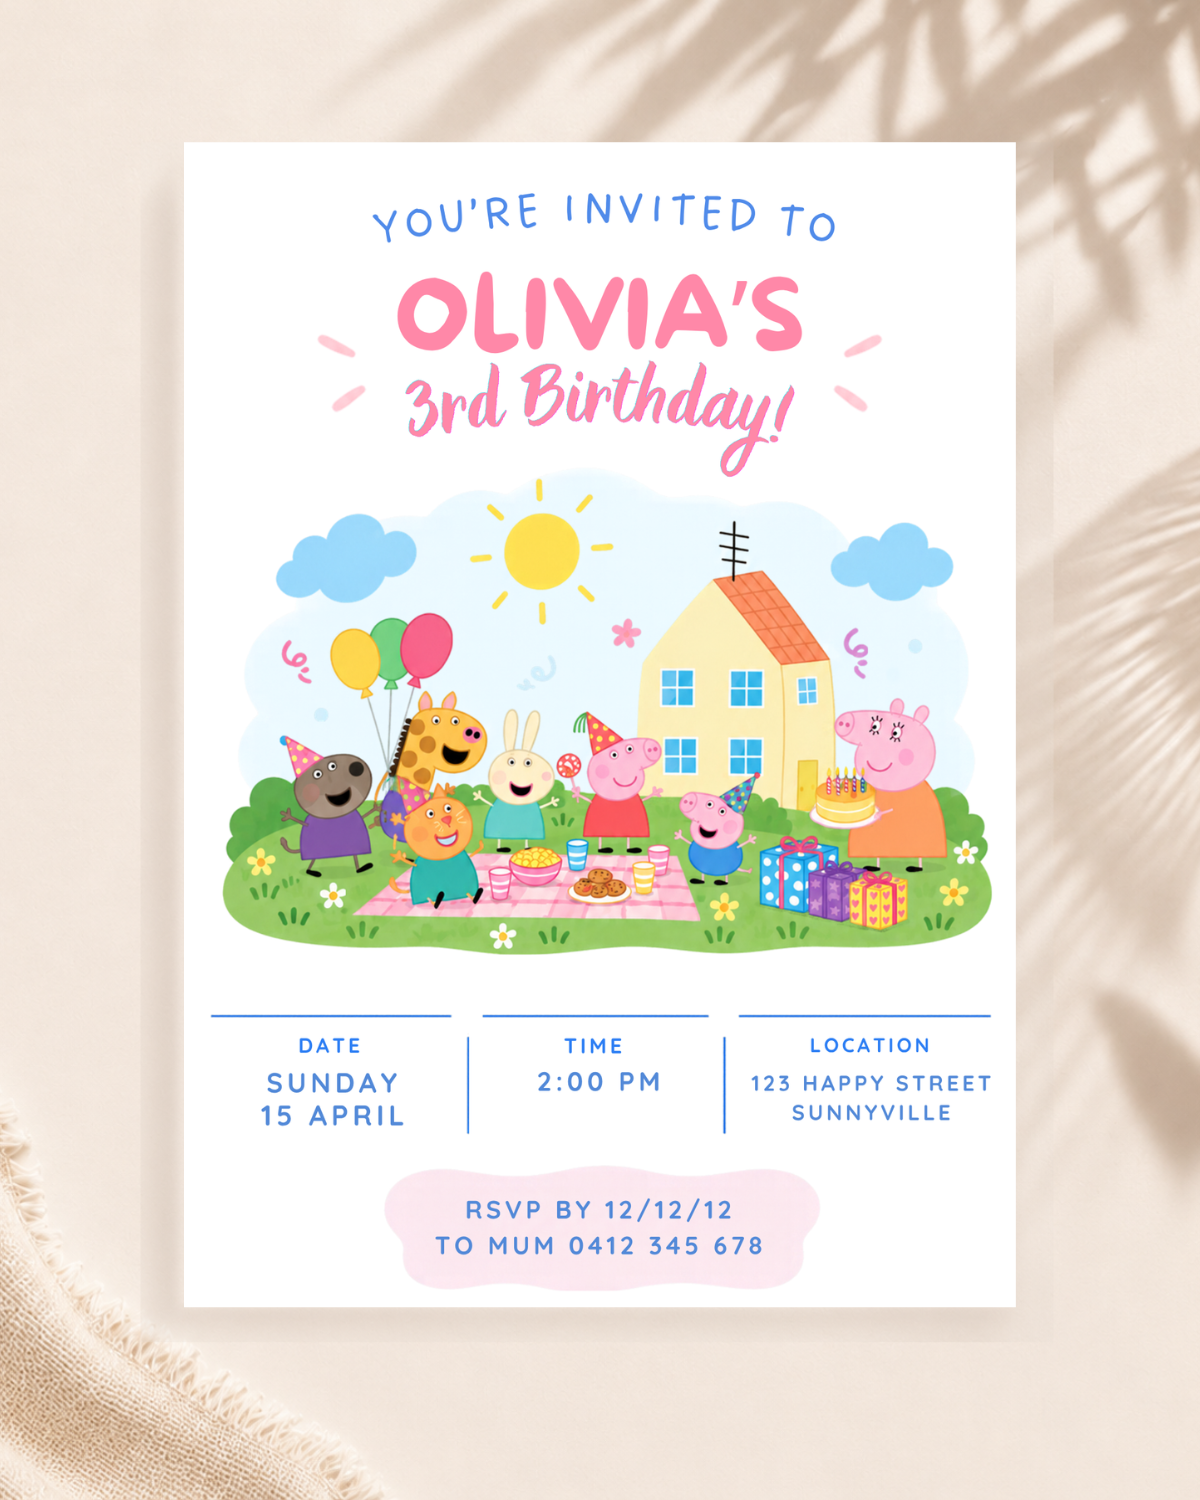 YOU'RE INVITED TO
OLIVIA'S
3rd Birthday!
DATE
SUNDAY
15 APRIL
TIME
2:00 PM
LOCATION
123 HAPPY STREET
SUNNYVILLE
RSVP BY 12/12/12
TO MUM 0412 345 678